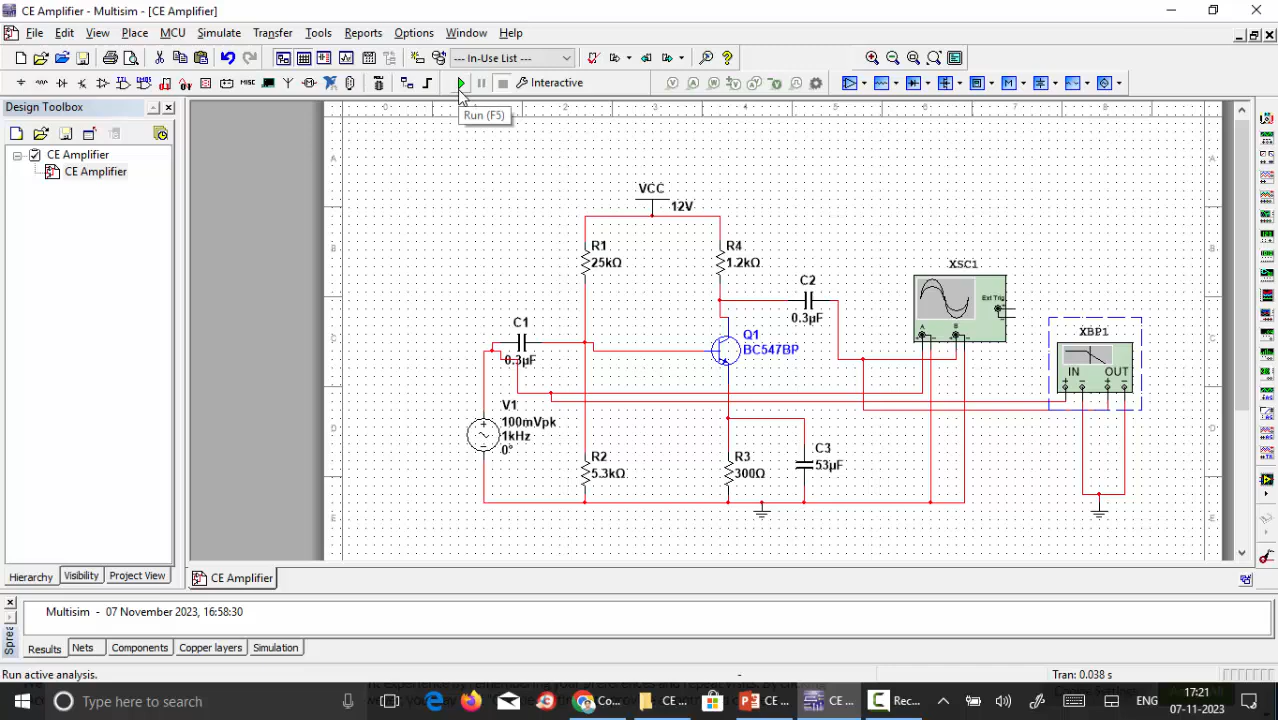 CE Amplifier - Multisim - [CE Amplifier]
File Edit View Place MCU Simulate Transfer Tools Reports Options Window Help
--- In-Use List ---
Interactive
Run (F5)
Design Toolbox
CE Amplifier
CE Amplifier
VCC
12V
R1
25kΩ
R4
1.2kΩ
C2
0.3µF
XSC1
Ext Trig
A B
C1
0.3µF
Q1
BC547BP
XBP1
IN OUT
V1
100mVpk
1kHz
0°
R2
5.3kΩ
R3
300Ω
C3
53µF
Hierarchy Visibility Project View
CE Amplifier
Multisim - 07 November 2023, 16:58:30
Results Nets Components Copper layers Simulation
Run active analysis.
Tran: 0.038 s
Type here to search
Co...
CE ...
CE ...
CE ...
Rec...
ENG
17:21
07-11-2023